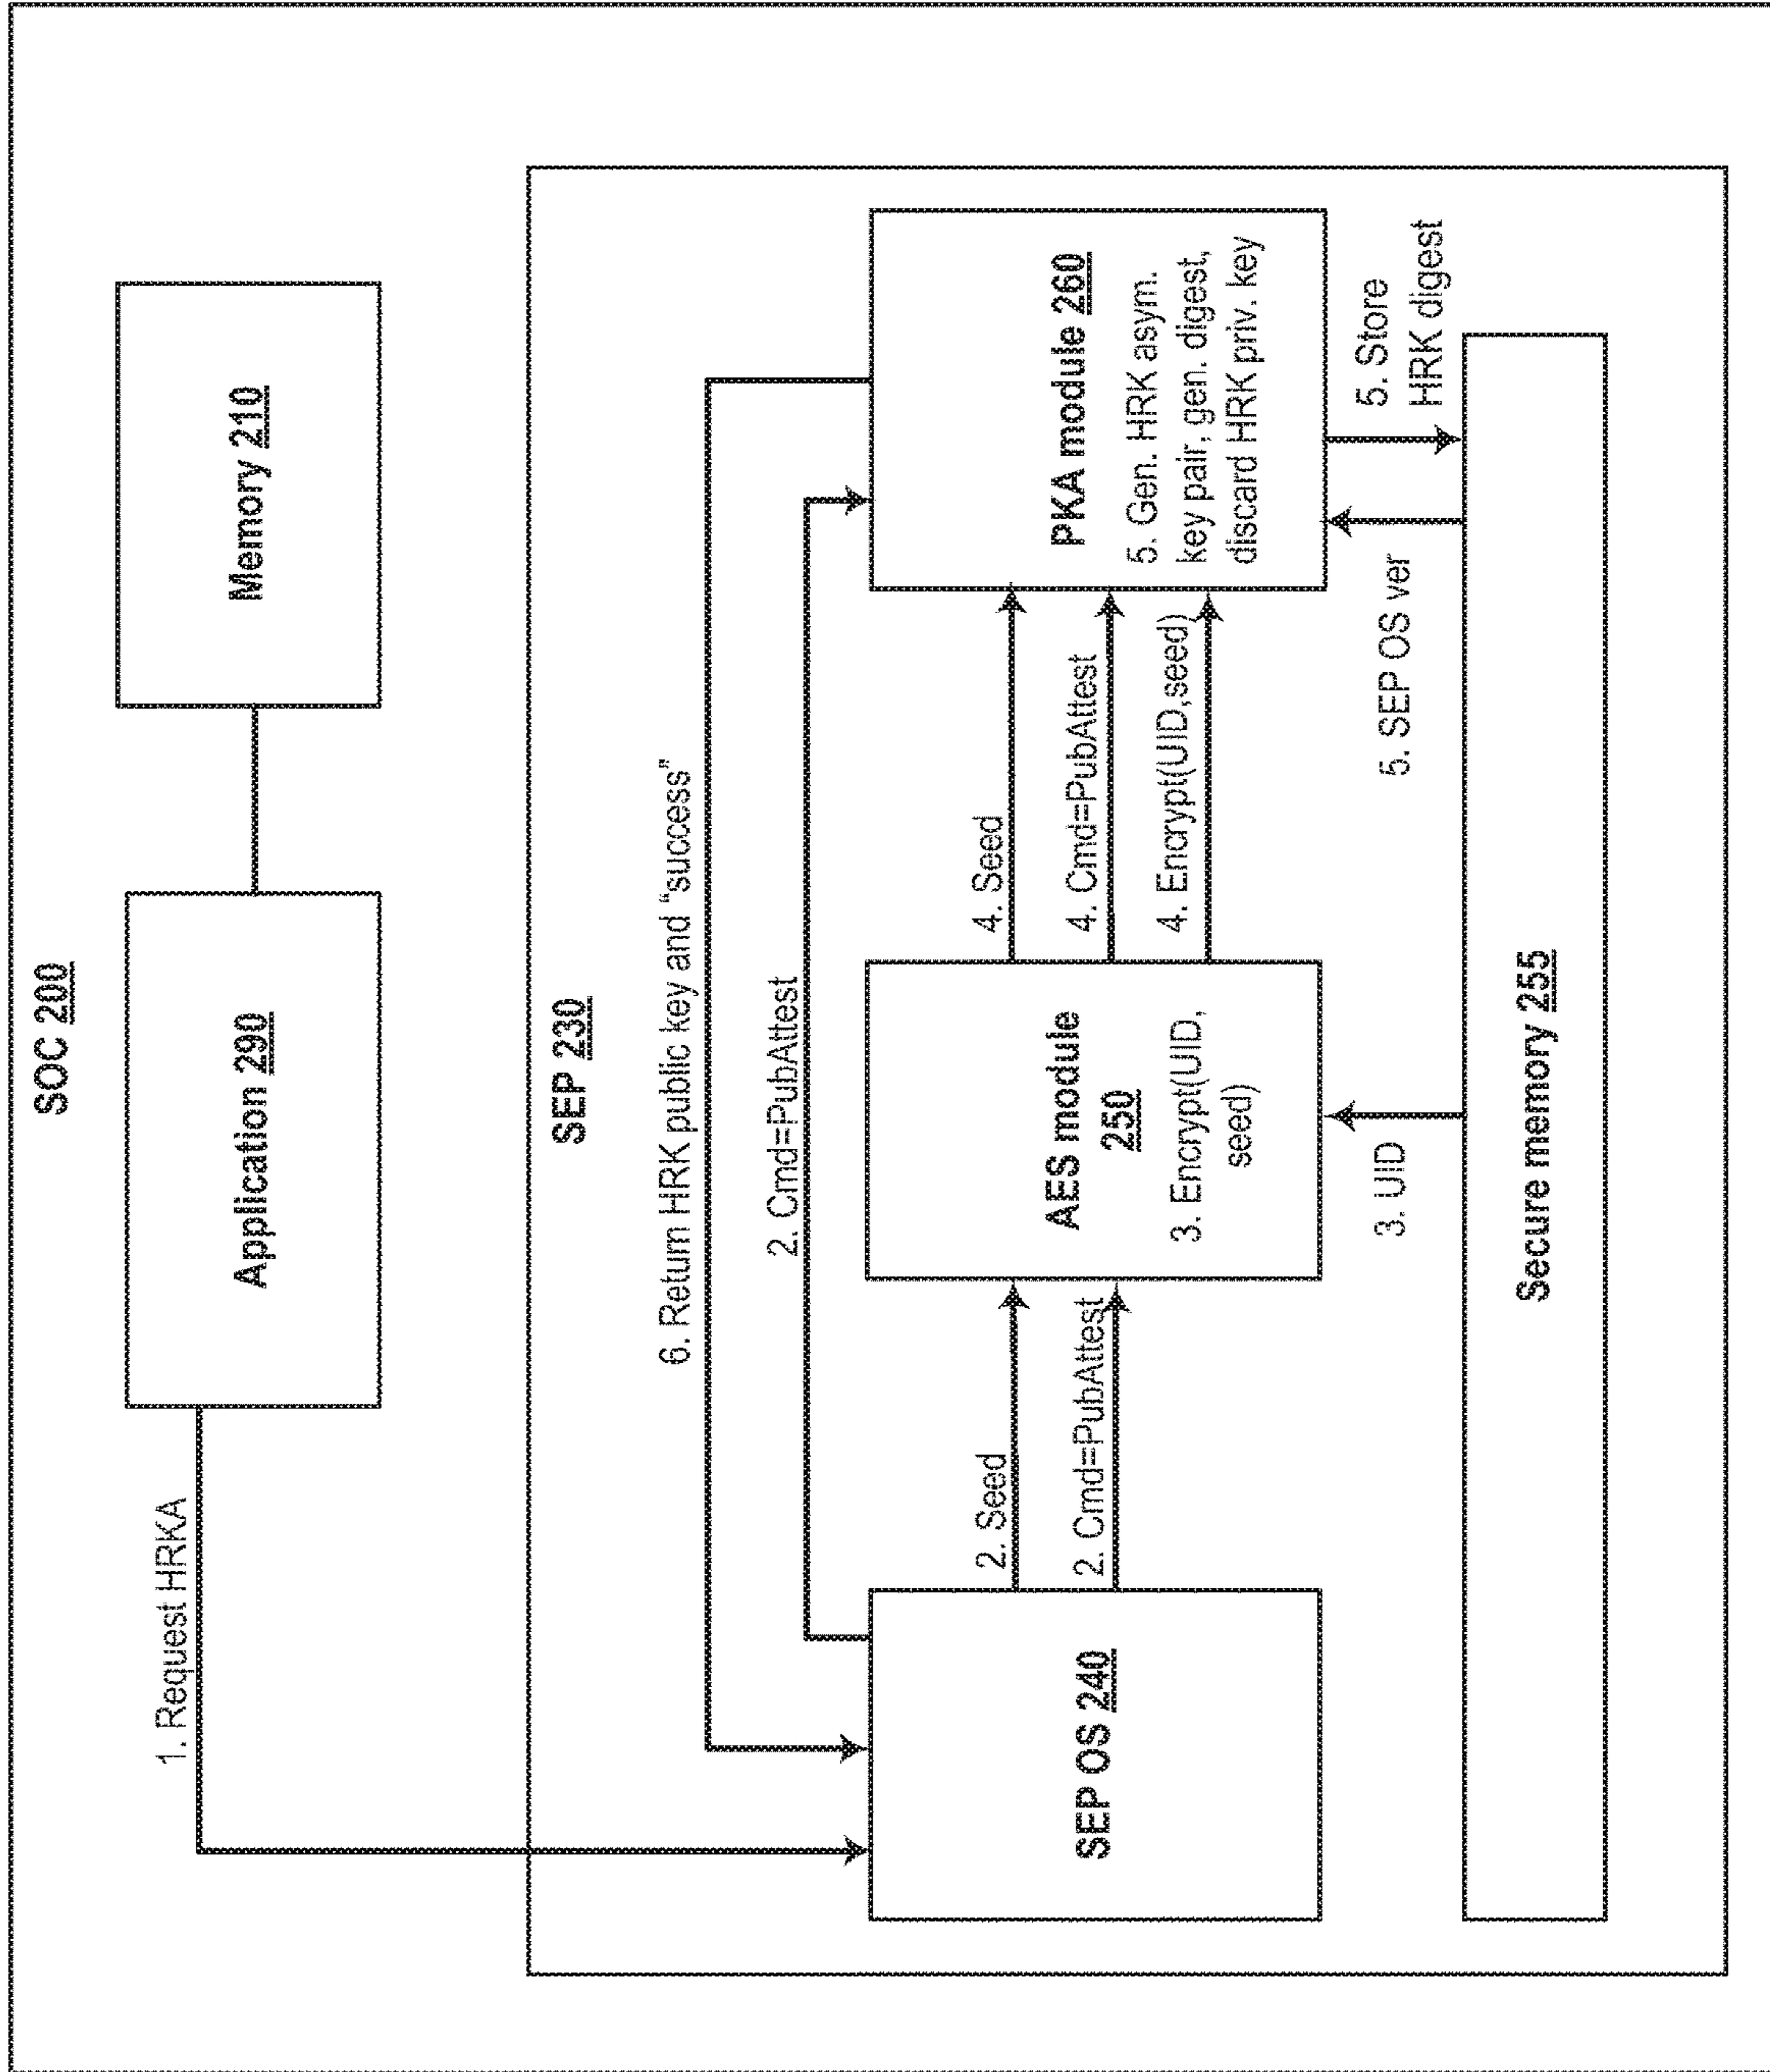 SOC 200
1. Request HRKA
Application 290
Memory 210
SEP 230
6. Return HRK public key and “success”
2. Cmd=PubAttest
2. Seed
4. Seed
2. Cmd=PubAttest
4. Cmd=PubAttest
4. Encrypt(UID,seed)
SEP OS 240
AES module
250
3. Encrypt(UID,
seed)
PKA module 260
5. Gen. HRK asym.
key pair, gen. digest,
discard HRK priv. key
3. UID
5. SEP OS ver
5. Store
HRK digest
Secure memory 255